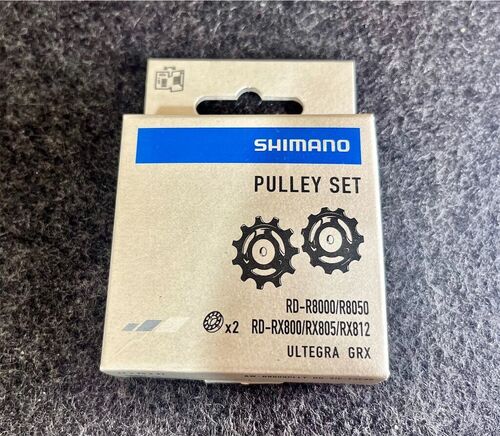 SHIMANO
PULLEY SET
RD-R8000/R8050
x2 RD-RX800/RX805/RX812
ULTEGRA GRX